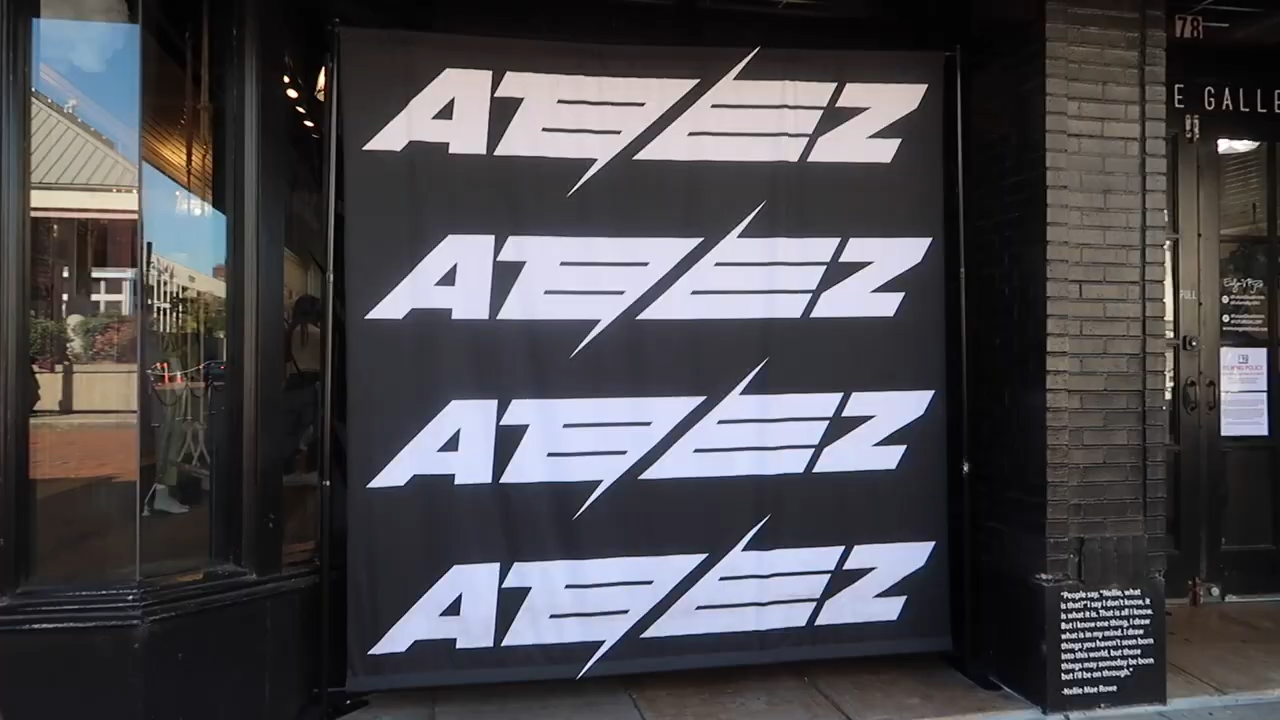 ATEEZ
ATEEZ
ATEEZ
ATEEZ
78
E GALLE
PULL
"People say, "Nellie, what
is that?" I say I don't know, it
is what it is. That is all I know.
But I know one thing, I draw
what is in my mind. I draw
things you haven't seen born
into this world, but these
things may someday be born
but I'll be on through."
-Nellie Mae Rowe